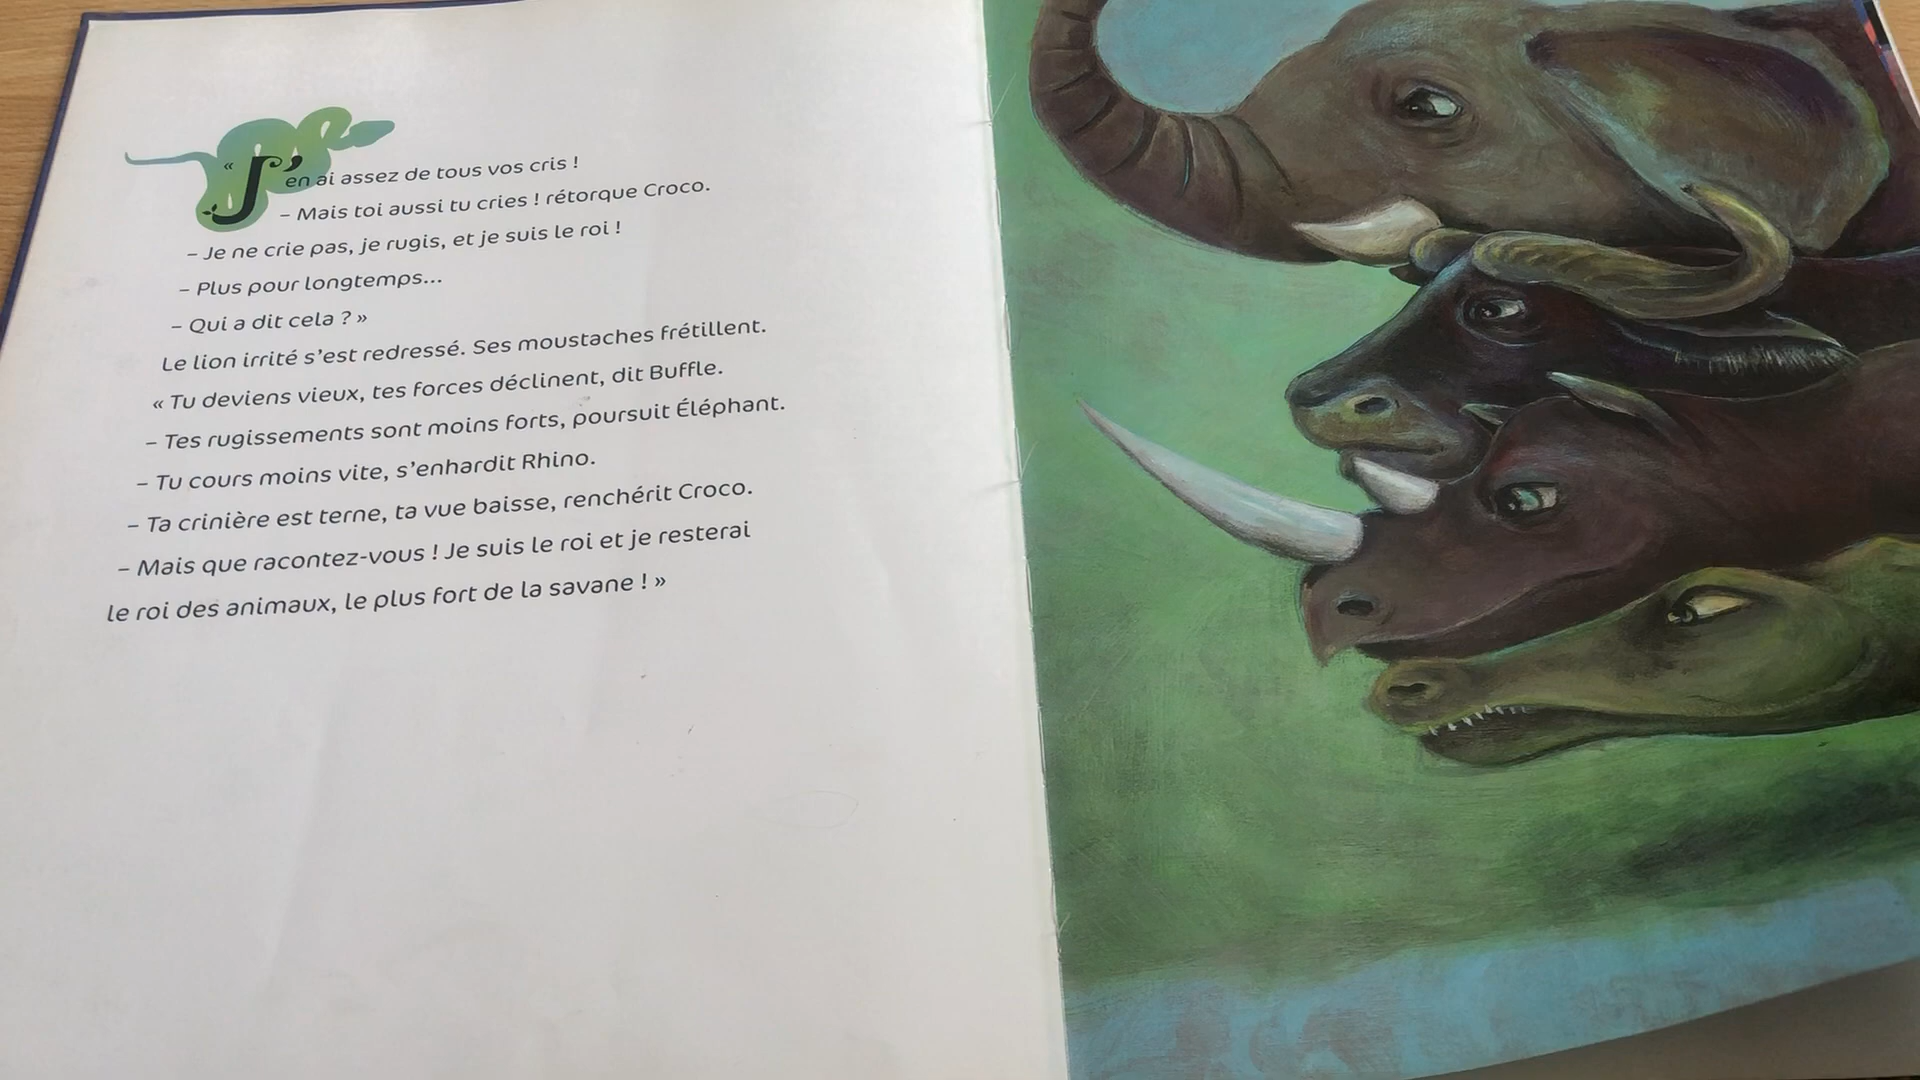 « J'en ai assez de tous vos cris !
– Mais toi aussi tu cries ! rétorque Croco.
– Je ne crie pas, je rugis, et je suis le roi !
– Plus pour longtemps...
– Qui a dit cela ? »
Le lion irrité s'est redressé. Ses moustaches frétillent.
« Tu deviens vieux, tes forces déclinent, dit Buffle.
– Tes rugissements sont moins forts, poursuit Éléphant.
– Tu cours moins vite, s'enhardit Rhino.
– Ta crinière est terne, ta vue baisse, renchérit Croco.
– Mais que racontez-vous ! Je suis le roi et je resterai
le roi des animaux, le plus fort de la savane ! »